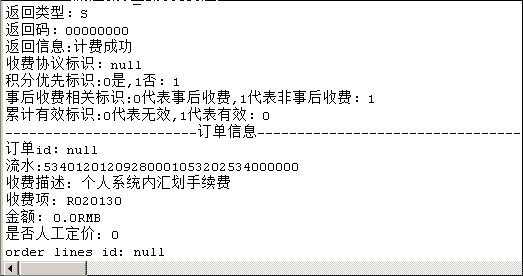 返回类型: S
返回码: 00000000
返回信息:计费成功
收费协议标识: null
积分优先标识:0是,1否: 1
事后收费相关标识:0代表事后收费,1代表非事后收费: 1
累计有效标识:0代表无效,1代表有效: 0
------------------------订单信息---------------------------------
订单id: null
流水:53401201209280001053202534000000
收费描述: 个人系统内汇划手续费
收费项: R020130
金额: 0.0RMB
是否人工定价: 0
order lines id: null